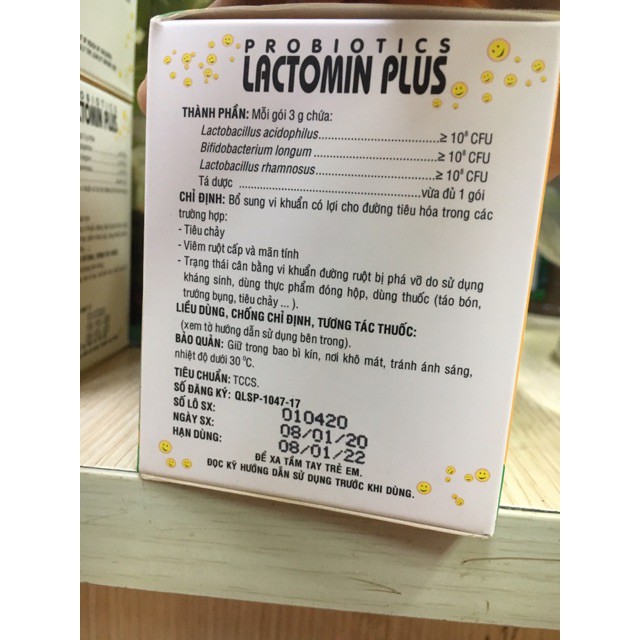 PROBIOTICS
LACTOMIN PLUS
THÀNH PHẦN: Mỗi gói 3 g chứa:
Lactobacillus acidophilus..............................≥ 10⁸ CFU
Bifidobacterium longum ..............................≥ 10⁸ CFU
Lactobacillus rhamnosus..............................≥ 10⁸ CFU
Tá dược ..............................vừa đủ 1 gói
CHỈ ĐỊNH: Bổ sung vi khuẩn có lợi cho đường tiêu hóa trong các
trường hợp:
- Tiêu chảy
- Viêm ruột cấp và mãn tính
- Trạng thái cân bằng vi khuẩn đường ruột bị phá vỡ do sử dụng
kháng sinh, dùng thực phẩm đóng hộp, dùng thuốc (táo bón,
trướng bụng, tiêu chảy ... ).
LIỀU DÙNG, CHỐNG CHỈ ĐỊNH, TƯƠNG TÁC THUỐC:
(xem tờ hướng dẫn sử dụng bên trong).
BẢO QUẢN: Giữ trong bao bì kín, nơi khô mát, tránh ánh sáng,
nhiệt độ dưới 30 ⁰C.
TIÊU CHUẨN: TCCS.
SỐ ĐĂNG KÝ: QLSP-1047-17
SỐ LÔ SX: 010420
NGÀY SX: 08/01/20
HẠN DÙNG: 08/01/22
ĐỂ XA TẦM TAY TRẺ EM.
ĐỌC KỸ HƯỚNG DẪN SỬ DỤNG TRƯỚC KHI DÙNG.